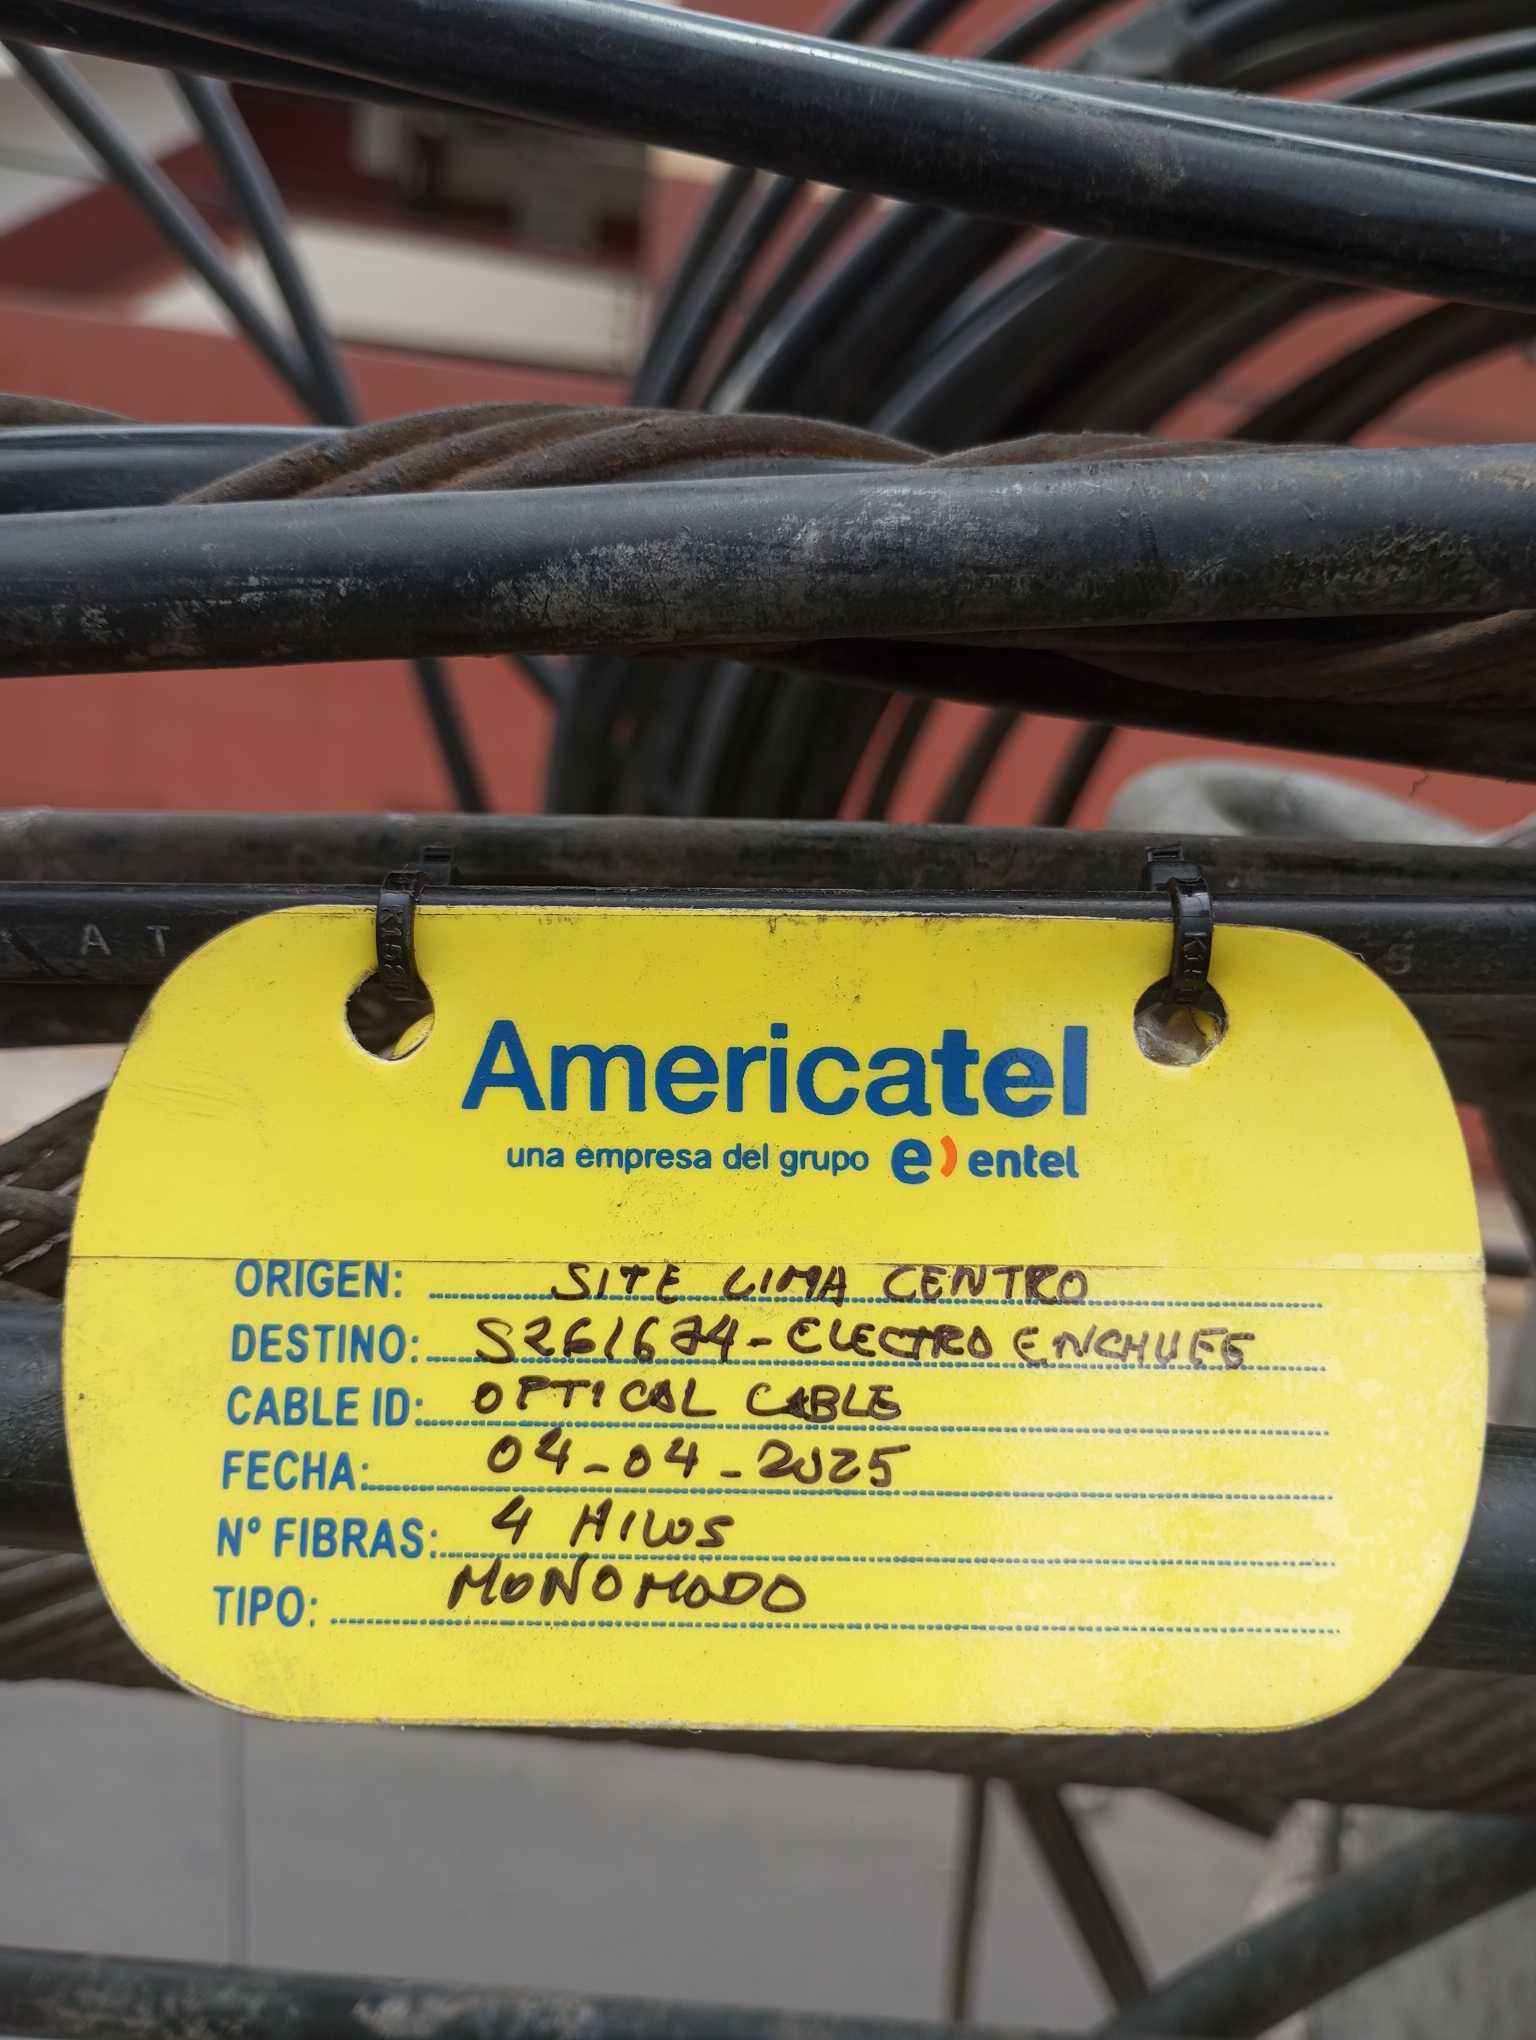 Americatel
una empresa del grupo e) entel
ORIGEN: SITE LIMA CENTRO
DESTINO: S261674-ELECTRO ENCHUFE
CABLE ID: OPTICAL CABLE
FECHA: 04-04-2025
N° FIBRAS: 4 HILOS
TIPO: MONOMODO